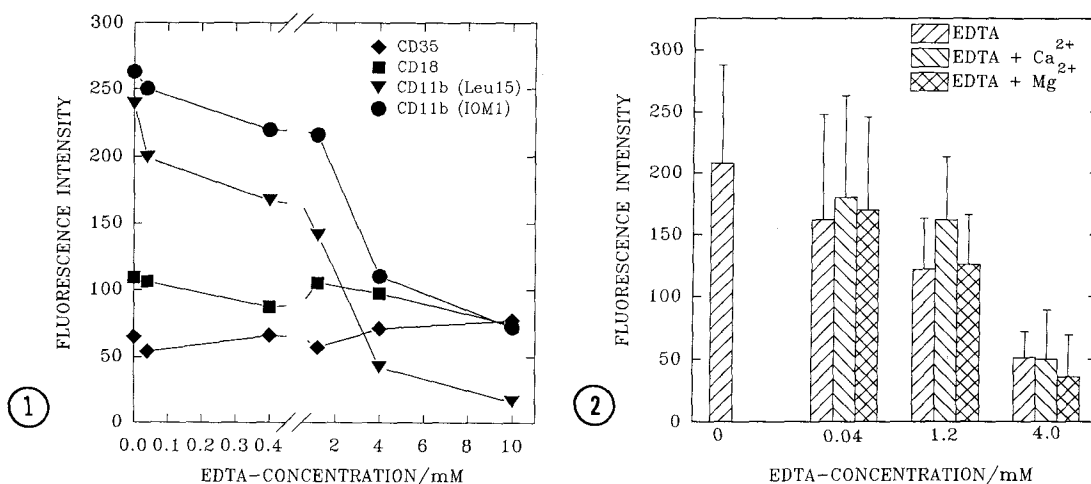 300
250
200
150
100
50
0
FLUORESCENCE INTENSITY
CD35
CD18
CD11b (Leu15)
CD11b (IOM1)
0.0 0.1 0.2 0.3 0.4 2 4 6 8 10
EDTA-CONCENTRATION/mM
1
300
250
200
150
100
50
0
FLUORESCENCE INTENSITY
EDTA
EDTA + Ca2+
EDTA + Mg2+
0 0.04 1.2 4.0
EDTA-CONCENTRATION/mM
2